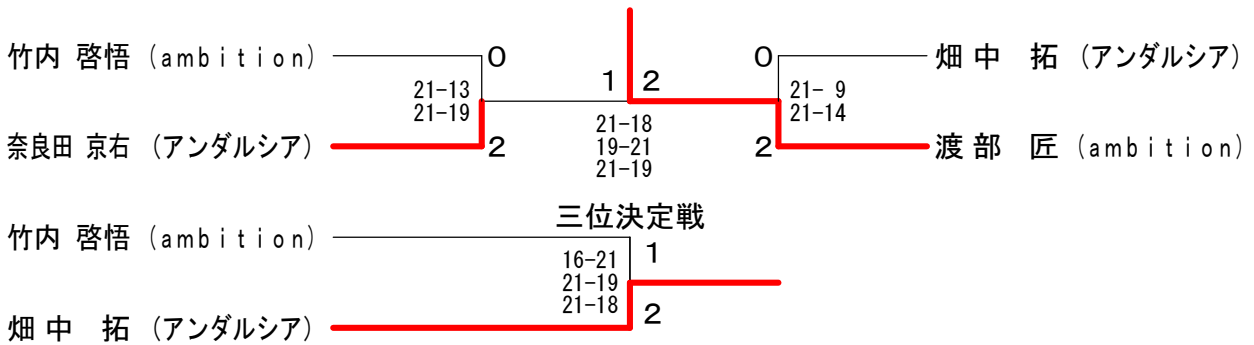 竹内 啓悟 (ambition)
0
21-13
21-19
奈良田 京右 (アンダルシア)
2
1 2
21-18
19-21
21-19
0
畑中 拓 (アンダルシア)
21- 9
21-14
2
渡部 匠 (ambition)
三位決定戦
竹内 啓悟 (ambition)
1
16-21
21-19
21-18
2
畑中 拓 (アンダルシア)